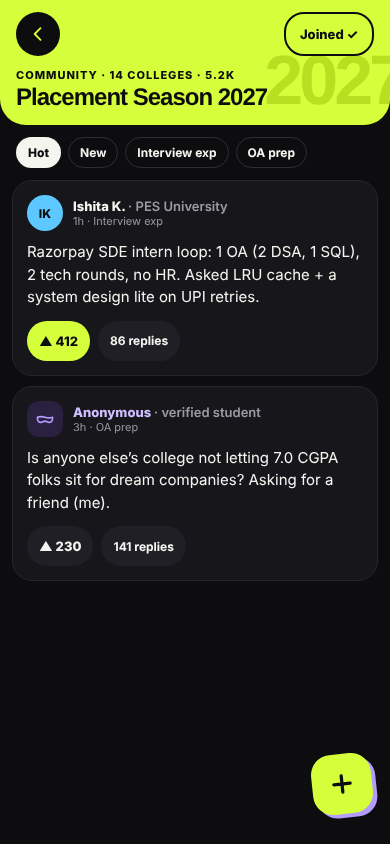 Joined ✓
2027
COMMUNITY · 14 COLLEGES · 5.2K
Placement Season 2027
Hot
New
Interview exp
OA prep
IK
Ishita K. · PES University
1h · Interview exp
Razorpay SDE intern loop: 1 OA (2 DSA, 1 SQL),
2 tech rounds, no HR. Asked LRU cache + a
system design lite on UPI retries.
▲ 412
86 replies
Anonymous · verified student
3h · OA prep
Is anyone else’s college not letting 7.0 CGPA
folks sit for dream companies? Asking for a
friend (me).
▲ 230
141 replies